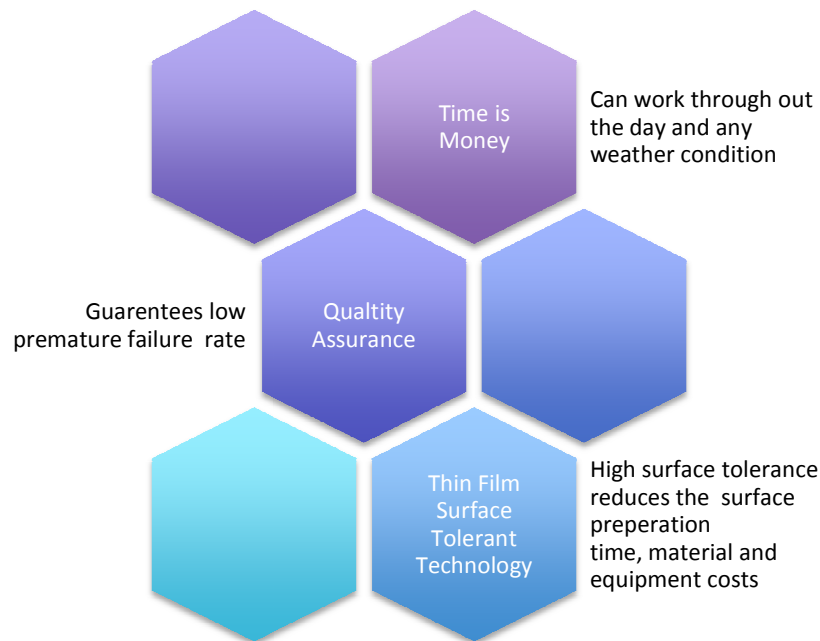 Time is
Money
Can work through out
the day and any
weather condition
Guarentees low
premature failure rate
Qualtity
Assurance
Thin Film
Surface
Tolerant
Technology
High surface tolerance
reduces the surface
preperation
time, material and
equipment costs